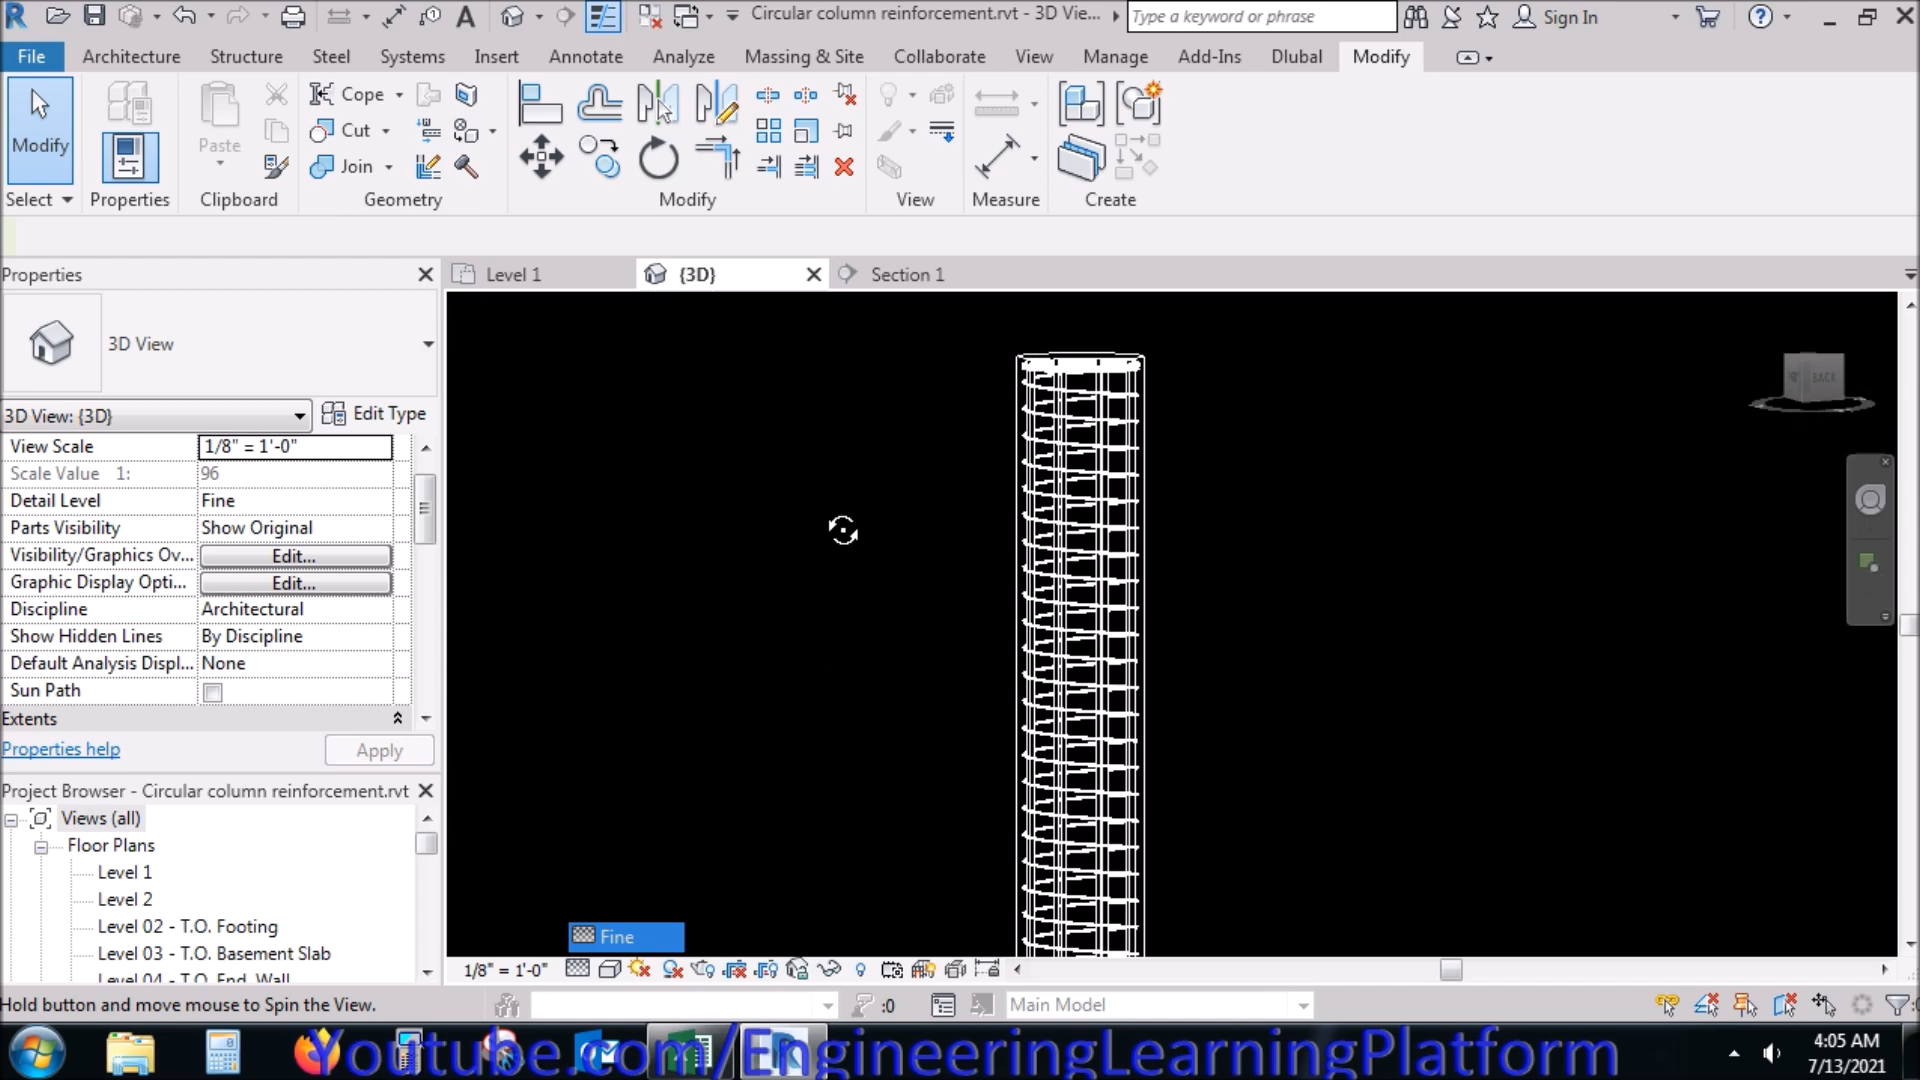 Circular column reinforcement.rvt - 3D Vie...
Type a keyword or phrase
Sign In
File Architecture Structure Steel Systems Insert Annotate Analyze Massing & Site Collaborate View Manage Add-Ins Dlubal Modify
Modify
Paste
Cope
Cut
Join
Select Properties Clipboard Geometry Modify View Measure Create
Properties
Level 1
{3D}
Section 1
3D View
3D View: {3D}
Edit Type
View Scale 1/8" = 1'-0"
Scale Value 1: 96
Detail Level Fine
Parts Visibility Show Original
Visibility/Graphics Ov... Edit...
Graphic Display Opti... Edit...
Discipline Architectural
Show Hidden Lines By Discipline
Default Analysis Displ... None
Sun Path
Extents
Properties help
Apply
BACK
Project Browser - Circular column reinforcement.rvt
Views (all)
Floor Plans
Level 1
Level 2
Level 02 - T.O. Footing
Level 03 - T.O. Basement Slab
Level 04 - T.O. Fnd. Wall
Fine
1/8" = 1'-0"
Hold button and move mouse to Spin the View.
:0
Main Model
Youtube.com/EngineeringLearningPlatform
4:05 AM
7/13/2021